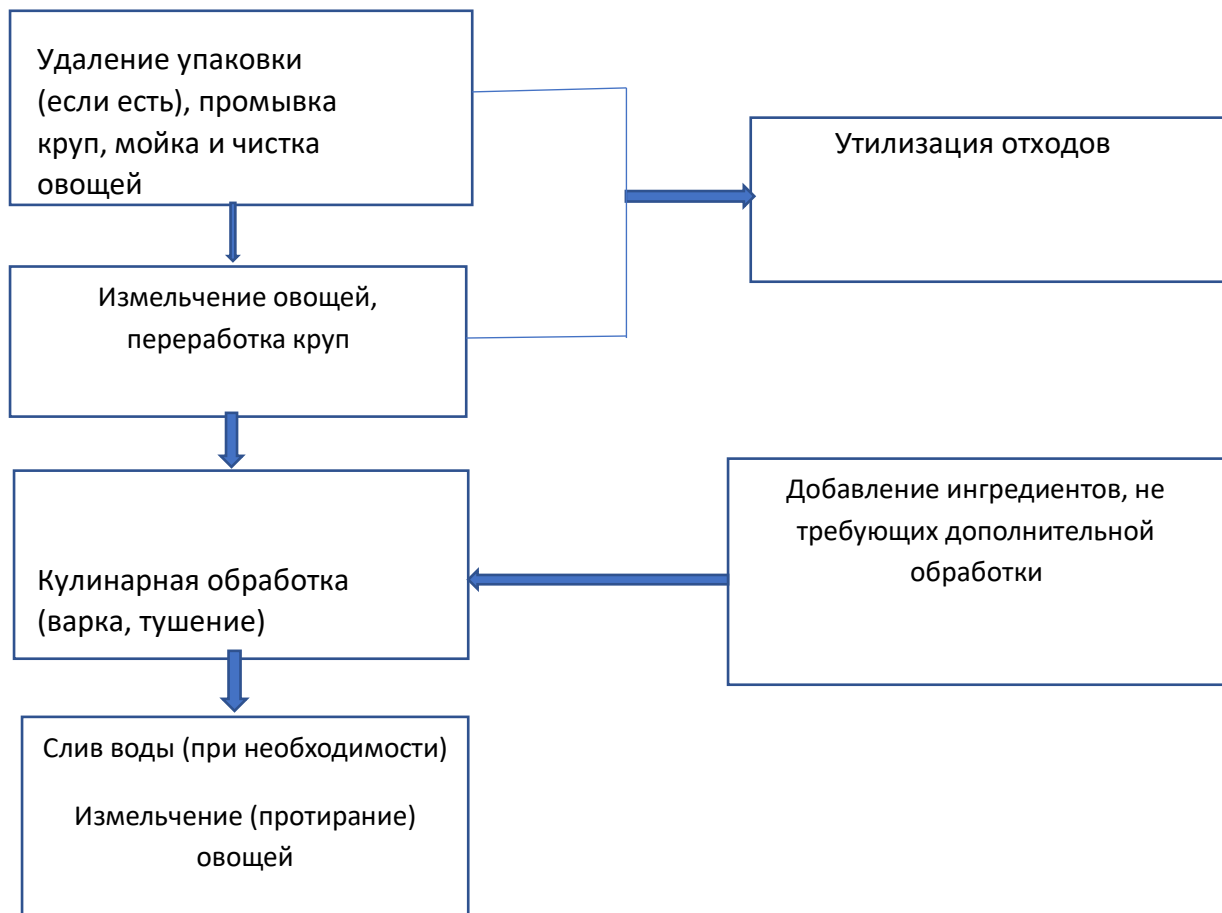 Удаление упаковки
(если есть), промывка
круп, мойка и чистка
овощей
Утилизация отходов
Измельчение овощей,
переработка круп
Добавление ингредиентов, не
требующих дополнительной
обработки
Кулинарная обработка
(варка, тушение)
Слив воды (при необходимости)
Измельчение (протирание)
овощей